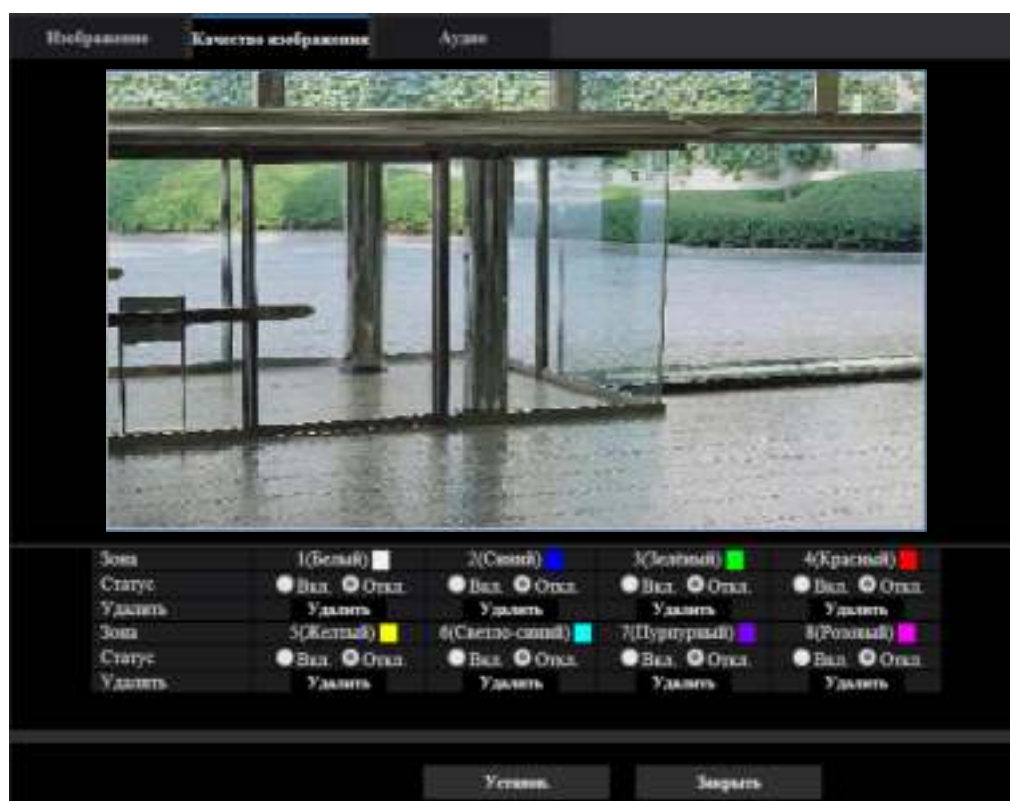 Изображение Качество изображения Аудио
Зона 1(Белый) 2(Синий) 3(Зелёный) 4(Красный)
Статус Вкл. Откл. Вкл. Откл. Вкл. Откл. Вкл. Откл.
Удалить Удалить Удалить Удалить Удалить
Зона 5(Желтый) 6(Светло-синий) 7(Пурпурный) 8(Розовый)
Статус Вкл. Откл. Вкл. Откл. Вкл. Откл. Вкл. Откл.
Удалить Удалить Удалить Удалить Удалить
Установ. Закрыть